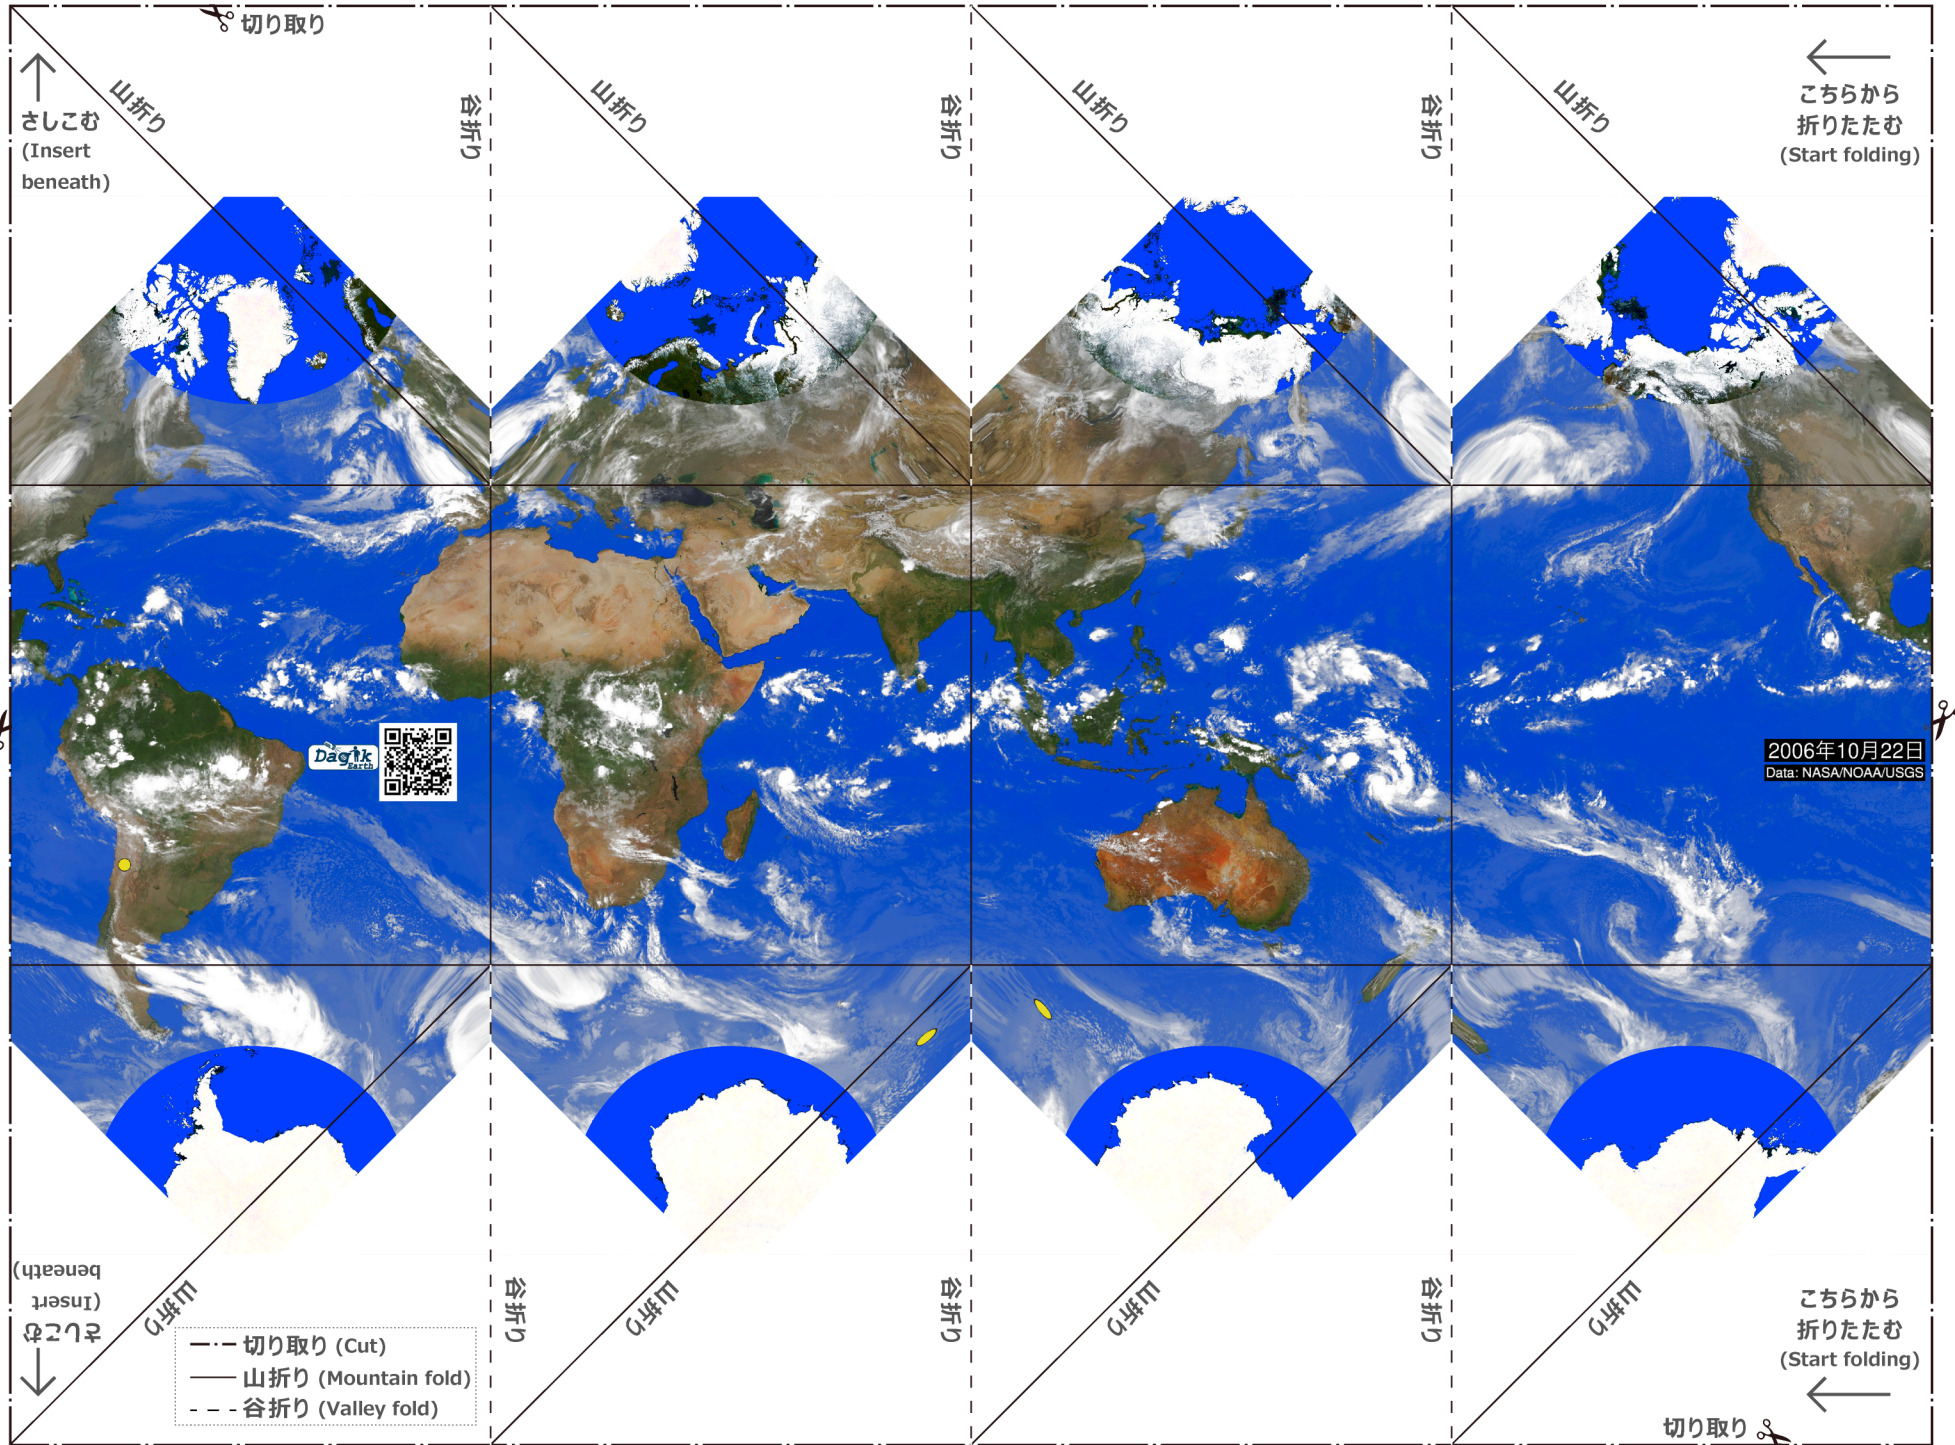 切り取り
さしこむ
(Insert
beneath)
山折り
谷折り
山折り
谷折り
山折り
谷折り
山折り
こちらから
折りたたむ
(Start folding)
Dagik
Earth
2006年10月22日
Data: NASA/NOAA/USGS
さしこむ
(Insert
beneath)
山折り
谷折り
山折り
谷折り
山折り
谷折り
山折り
こちらから
折りたたむ
(Start folding)
切り取り (Cut)
山折り (Mountain fold)
谷折り (Valley fold)
切り取り